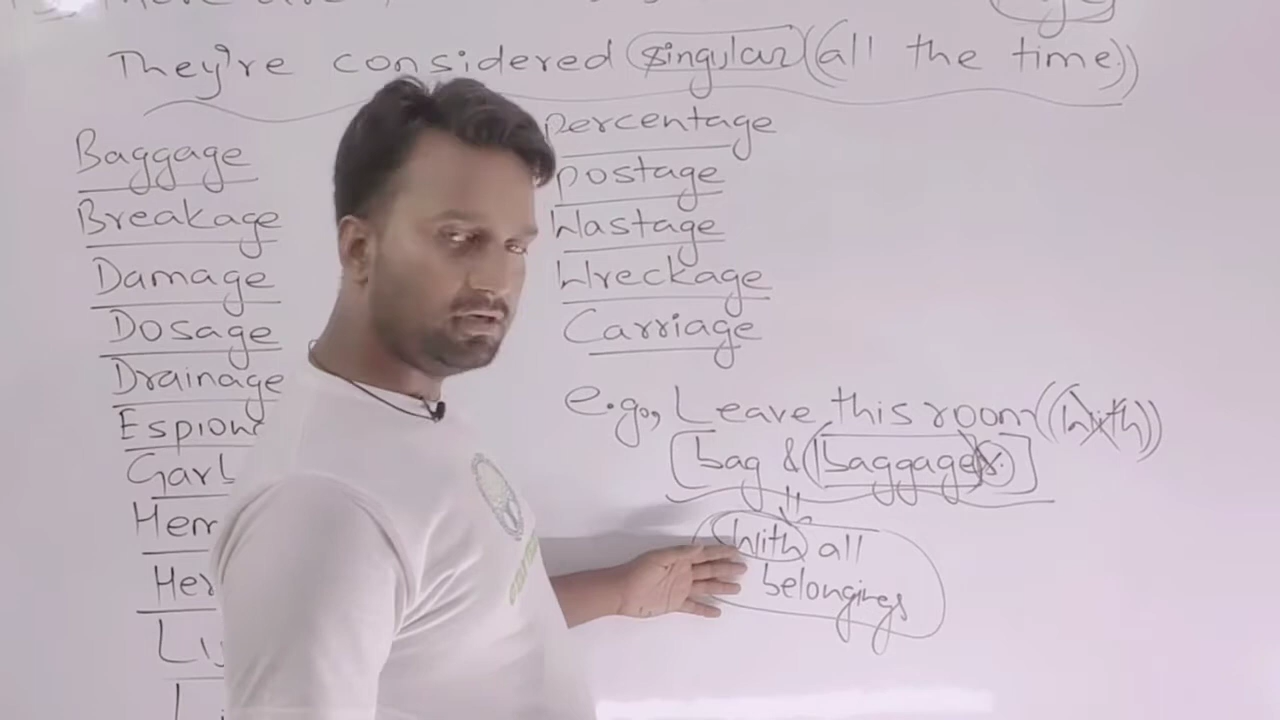 They're considered singular (all the time.)
Baggage
Breakage
Damage
Dosage
Drainage
percentage
postage
Wastage
Wreckage
Carriage
e.g., Leave this room (with)
[bag & (baggages.)]
With all
belongings